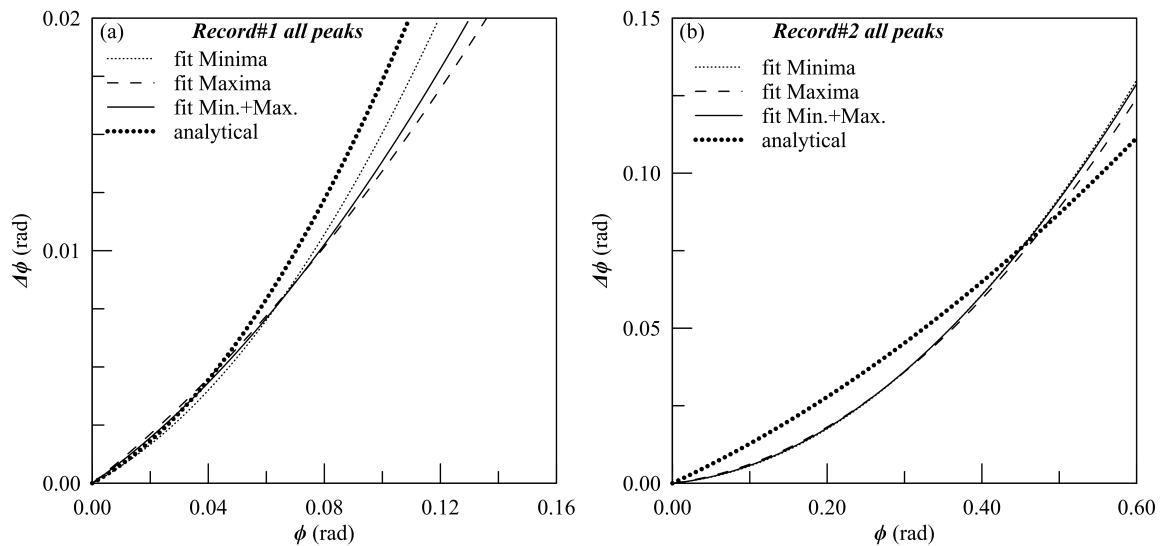 (a) Record#1 all peaks
fit Minima
fit Maxima
fit Min.+Max.
analytical
0.02
0.01
0.00
Δϕ (rad)
0.00 0.04 0.08 0.12 0.16
ϕ (rad)
(b) Record#2 all peaks
fit Minima
fit Maxima
fit Min.+Max.
analytical
0.15
0.10
0.05
0.00
Δϕ (rad)
0.00 0.20 0.40 0.60
ϕ (rad)